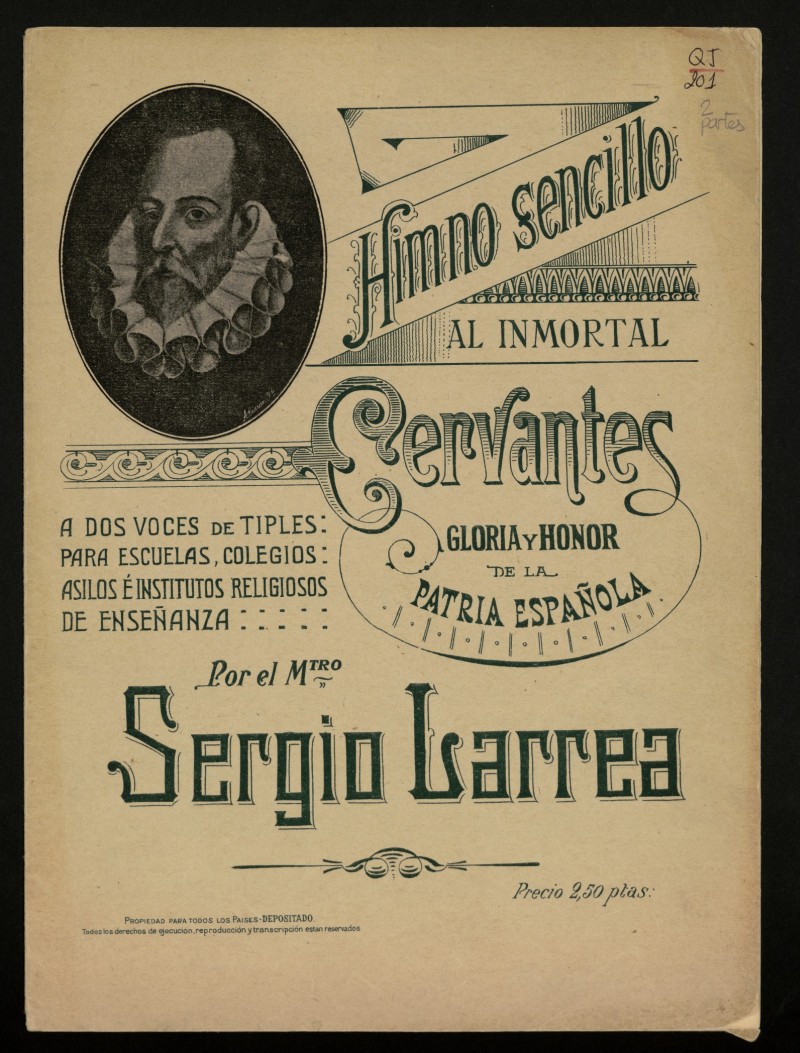 QJ
201
2
partes
Himno sencillo
AL INMORTAL
Cervantes
GLORIA Y HONOR
DE LA
PATRIA ESPAÑOLA
A DOS VOCES DE TIPLES:
PARA ESCUELAS, COLEGIOS:
ASILOS É INSTITUTOS RELIGIOSOS
DE ENSEÑANZA : : : : :
Por el MTRO
Sergio Larrea
Precio 2,50 ptas:
PROPIEDAD PARA TODOS LOS PAISES-DEPOSITADO.
Todos los derechos de ejecucion, reproducción y transcripción estan reservados